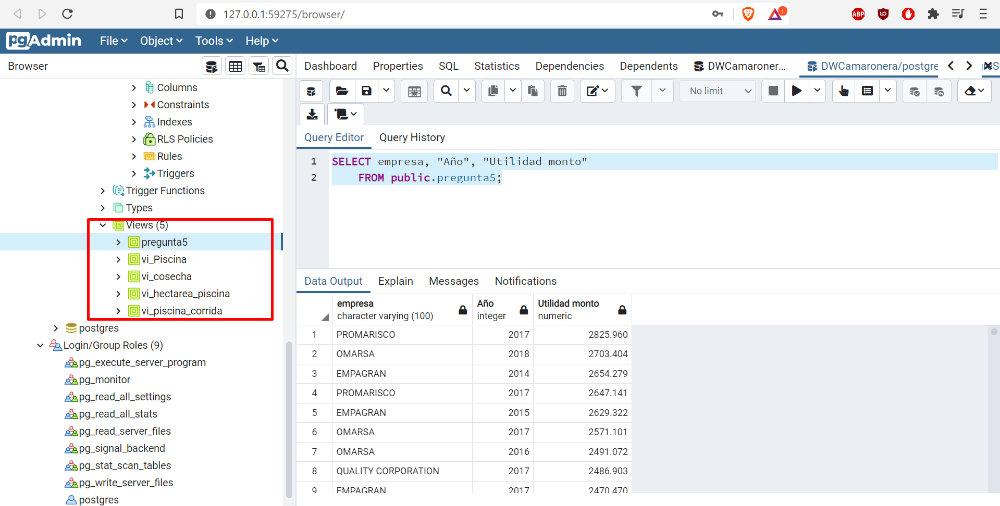 127.0.0.1:59275/browser/
1
ABP
pgAdmin File Object Tools Help
Browser
Dashboard Properties SQL Statistics Dependencies Dependents DWCamaroner... DWCamaronera/postgre
Columns
Constraints
Indexes
RLS Policies
Rules
Triggers
Trigger Functions
Types
Views (5)
pregunta5
vi_Piscina
vi_cosecha
vi_hectarea_piscina
vi_piscina_corrida
postgres
Login/Group Roles (9)
pg_execute_server_program
pg_monitor
pg_read_all_settings
pg_read_all_stats
pg_read_server_files
pg_signal_backend
pg_stat_scan_tables
pg_write_server_files
postgres
No limit
Query Editor Query History
1 SELECT empresa, "Año", "Utilidad monto"
2 FROM public.pregunta5;
Data Output Explain Messages Notifications
empresa Año Utilidad monto
character varying (100) integer numeric
1 PROMARISCO 2017 2825.960
2 OMARSA 2018 2703.404
3 EMPAGRAN 2014 2654.279
4 PROMARISCO 2017 2647.141
5 EMPAGRAN 2015 2629.322
6 OMARSA 2017 2571.101
7 OMARSA 2016 2491.072
8 QUALITY CORPORATION 2017 2486.903
9 EMPAGRAN 2017 2470.470